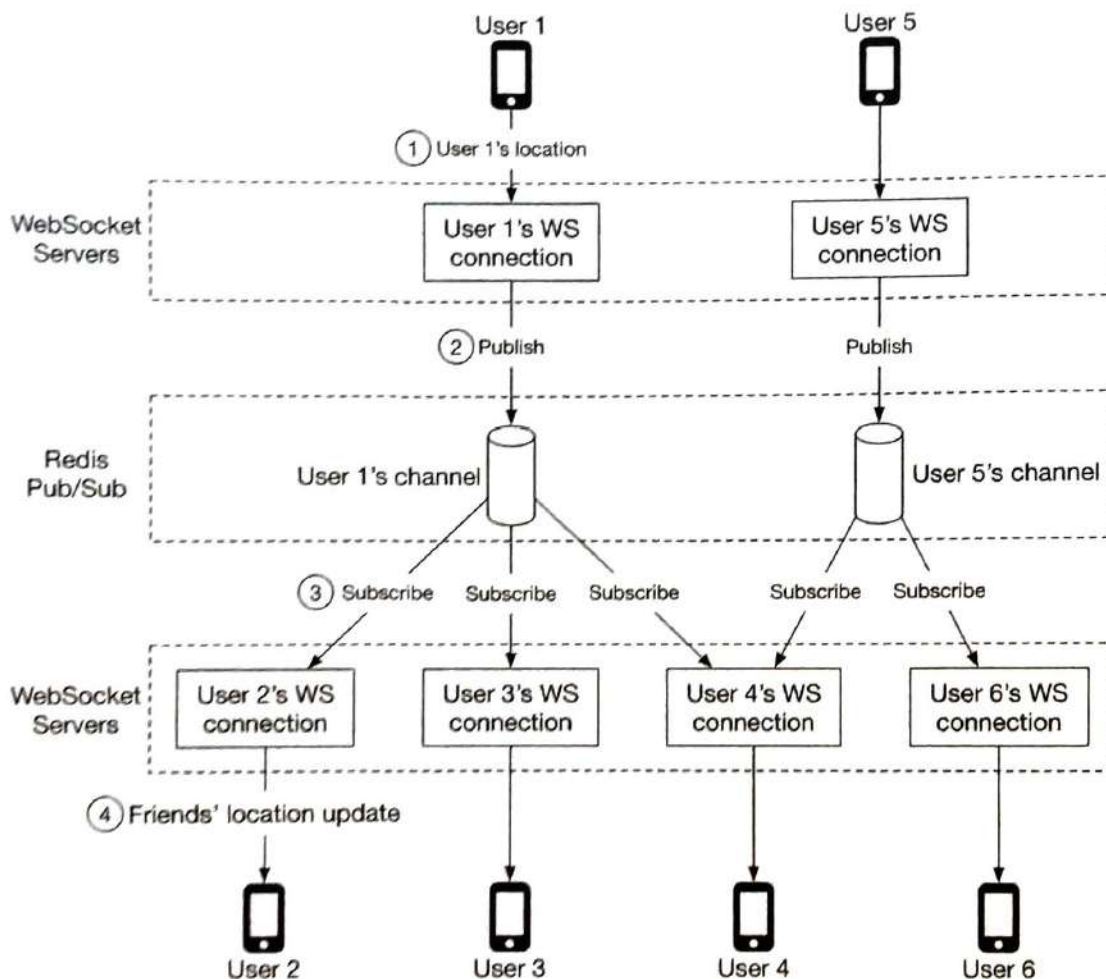 User 1
User 5
1 User 1's location
WebSocket
Servers
User 1's WS
connection
User 5's WS
connection
2 Publish
Publish
Redis
Pub/Sub
User 1's channel
User 5's channel
3 Subscribe
Subscribe
Subscribe
Subscribe
Subscribe
WebSocket
Servers
User 2's WS
connection
User 3's WS
connection
User 4's WS
connection
User 6's WS
connection
4 Friends' location update
User 2
User 3
User 4
User 6